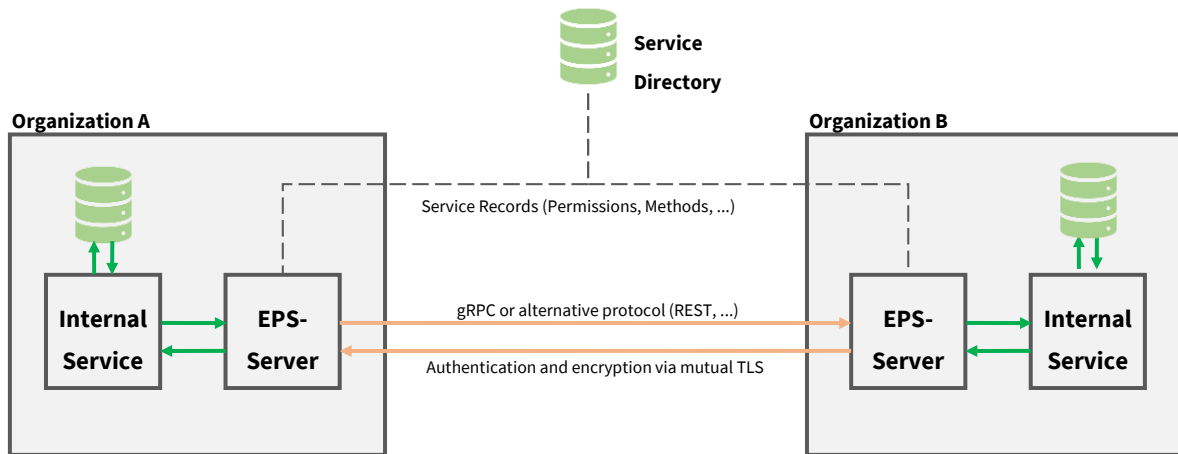 Service
Directory
Organization A
Organization B
Service Records (Permissions, Methods, ...)
Internal
Service
EPS-
Server
gRPC or alternative protocol (REST, ...)
Authentication and encryption via mutual TLS
EPS-
Server
Internal
Service